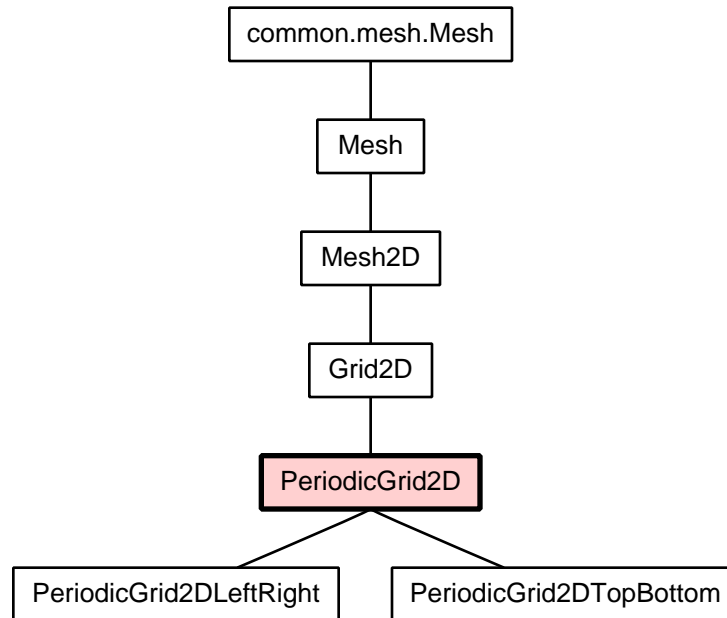 common.mesh.Mesh
Mesh
Mesh2D
Grid2D
PeriodicGrid2D
PeriodicGrid2DLeftRight
PeriodicGrid2DTopBottom